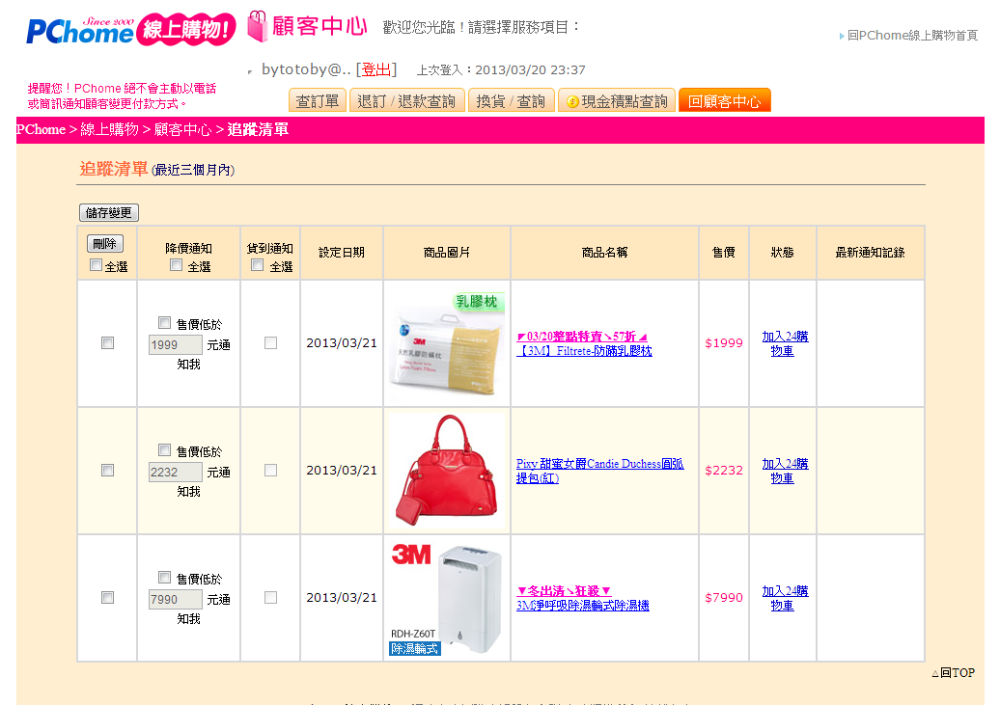 Since 2000
PChome 線上購物!
顧客中心 歡迎您光臨!請選擇服務項目:
回PChome線上購物首頁
bytotoby@.. [登出] 上次登入:2013/03/20 23:37
提醒您!PChome 絕不會主動以電話
或簡訊通知顧客變更付款方式。
查訂單 退訂 / 退款查詢 換貨 / 查詢 現金積點查詢 回顧客中心
PChome > 線上購物 > 顧客中心 > 追蹤清單
追蹤清單 (最近三個月內)
儲存變更
刪除 全選
降價通知 全選
貨到通知 全選
設定日期
商品圖片
商品名稱
售價
狀態
最新通知記錄
售價低於
1999 元通
知我
2013/03/21
乳膠枕
3M
◤03/20整點特賣↘57折◢
【3M】Filtrete-防蹣乳膠枕
$1999
加入24購
物車
售價低於
2232 元通
知我
2013/03/21
Pixy 甜蜜女爵Candie Duchess圓弧
提包(紅)
$2232
加入24購
物車
售價低於
7990 元通
知我
2013/03/21
3M
RDH-Z60T
除濕輪式
▼冬出清↘狂殺▼
3M淨呼吸除濕輪式除濕機
$7990
加入24購
物車
△回TOP